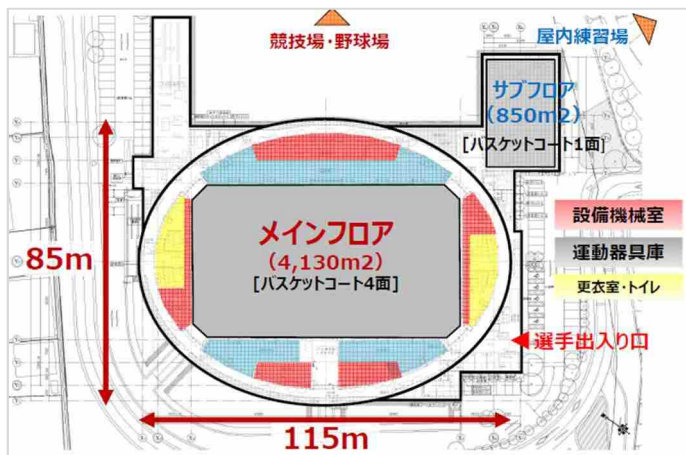 競技場・野球場
屋内練習場
サブフロア
(850m2)
[バスケットコート1面]
メインフロア
(4,130m2)
[バスケットコート4面]
85m
設備機械室
運動器具庫
更衣室・トイレ
選手出入り口
115m